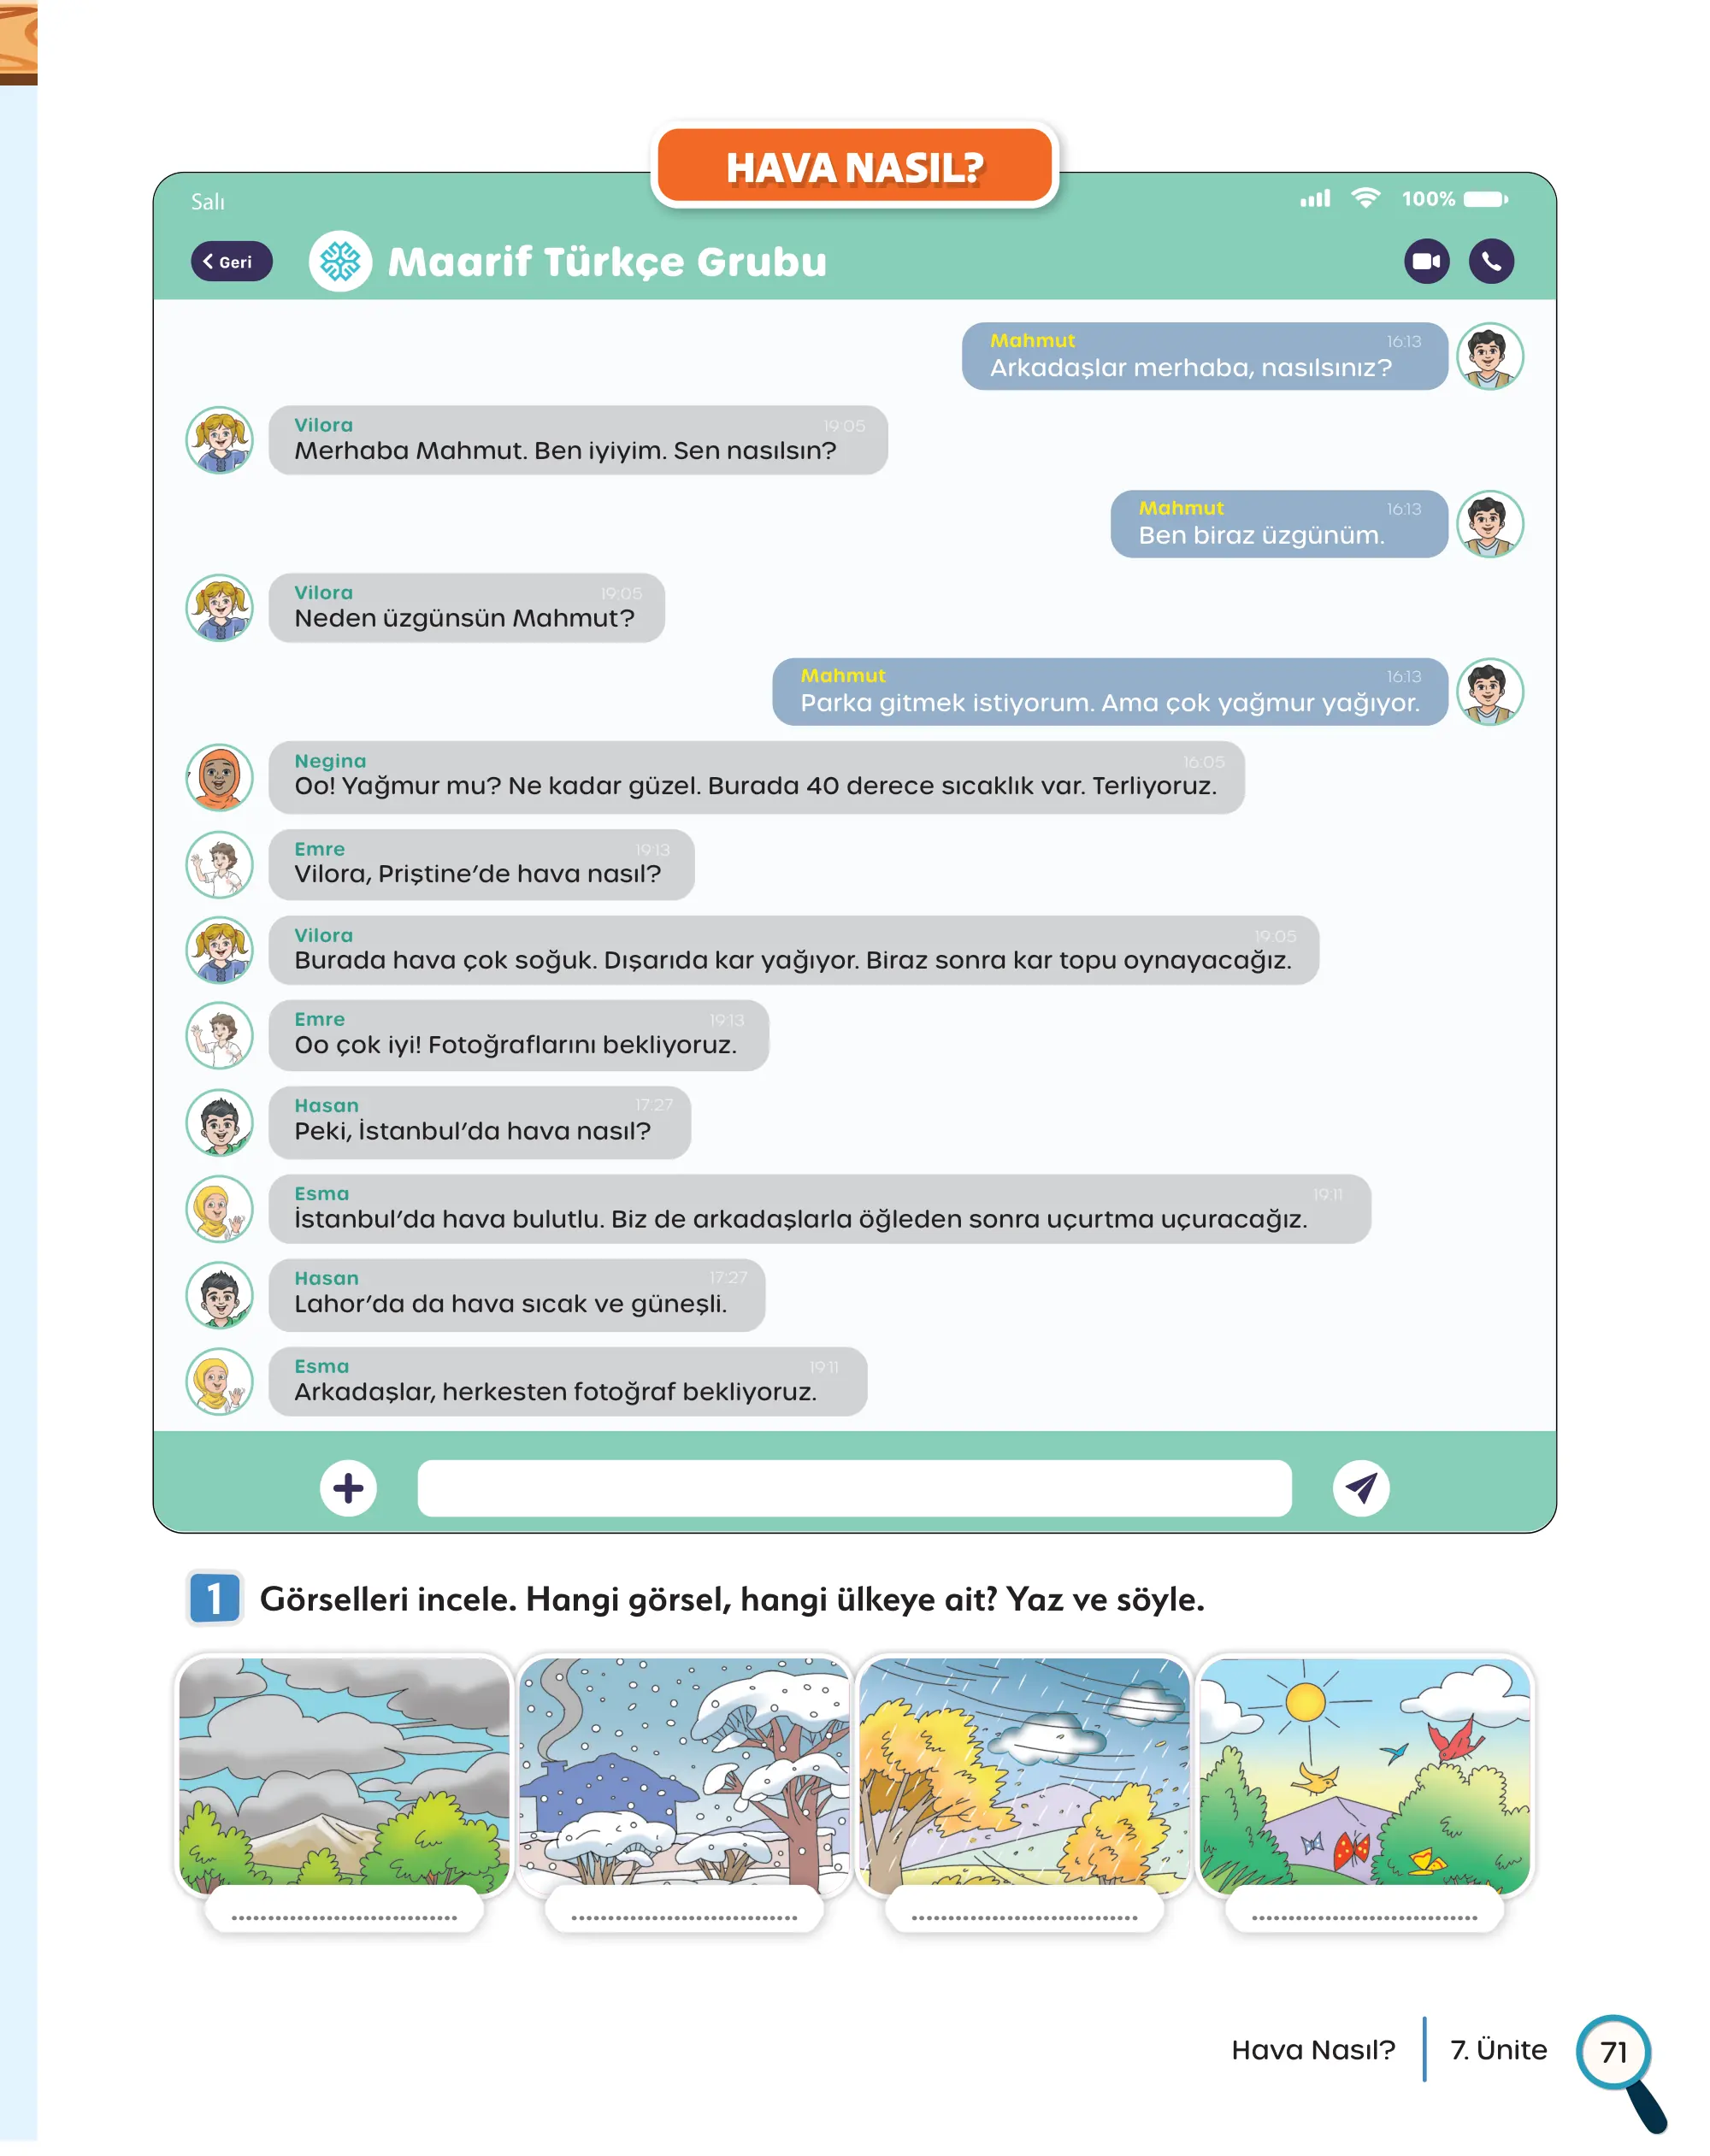 HAVA NASIL?
Salı
100%
Geri
Maarif Türkçe Grubu
Mahmut 16:13
Arkadaşlar merhaba, nasılsınız?
Vilora 19:05
Merhaba Mahmut. Ben iyiyim. Sen nasılsın?
Mahmut 16:13
Ben biraz üzgünüm.
Vilora 19:05
Neden üzgünsün Mahmut?
Mahmut 16:13
Parka gitmek istiyorum. Ama çok yağmur yağıyor.
Negina 16:05
Oo! Yağmur mu? Ne kadar güzel. Burada 40 derece sıcaklık var. Terliyoruz.
Emre 19:13
Vilora, Priştine’de hava nasıl?
Vilora 19:05
Burada hava çok soğuk. Dışarıda kar yağıyor. Biraz sonra kar topu oynayacağız.
Emre 19:13
Oo çok iyi! Fotoğraflarını bekliyoruz.
Hasan 17:27
Peki, İstanbul’da hava nasıl?
Esma 19:11
İstanbul’da hava bulutlu. Biz de arkadaşlarla öğleden sonra uçurtma uçuracağız.
Hasan 17:27
Lahor’da da hava sıcak ve güneşli.
Esma 19:11
Arkadaşlar, herkesten fotoğraf bekliyoruz.
1 Görselleri incele. Hangi görsel, hangi ülkeye ait? Yaz ve söyle.
............................... ............................... ............................... ...............................
Hava Nasıl? 7. Ünite 71